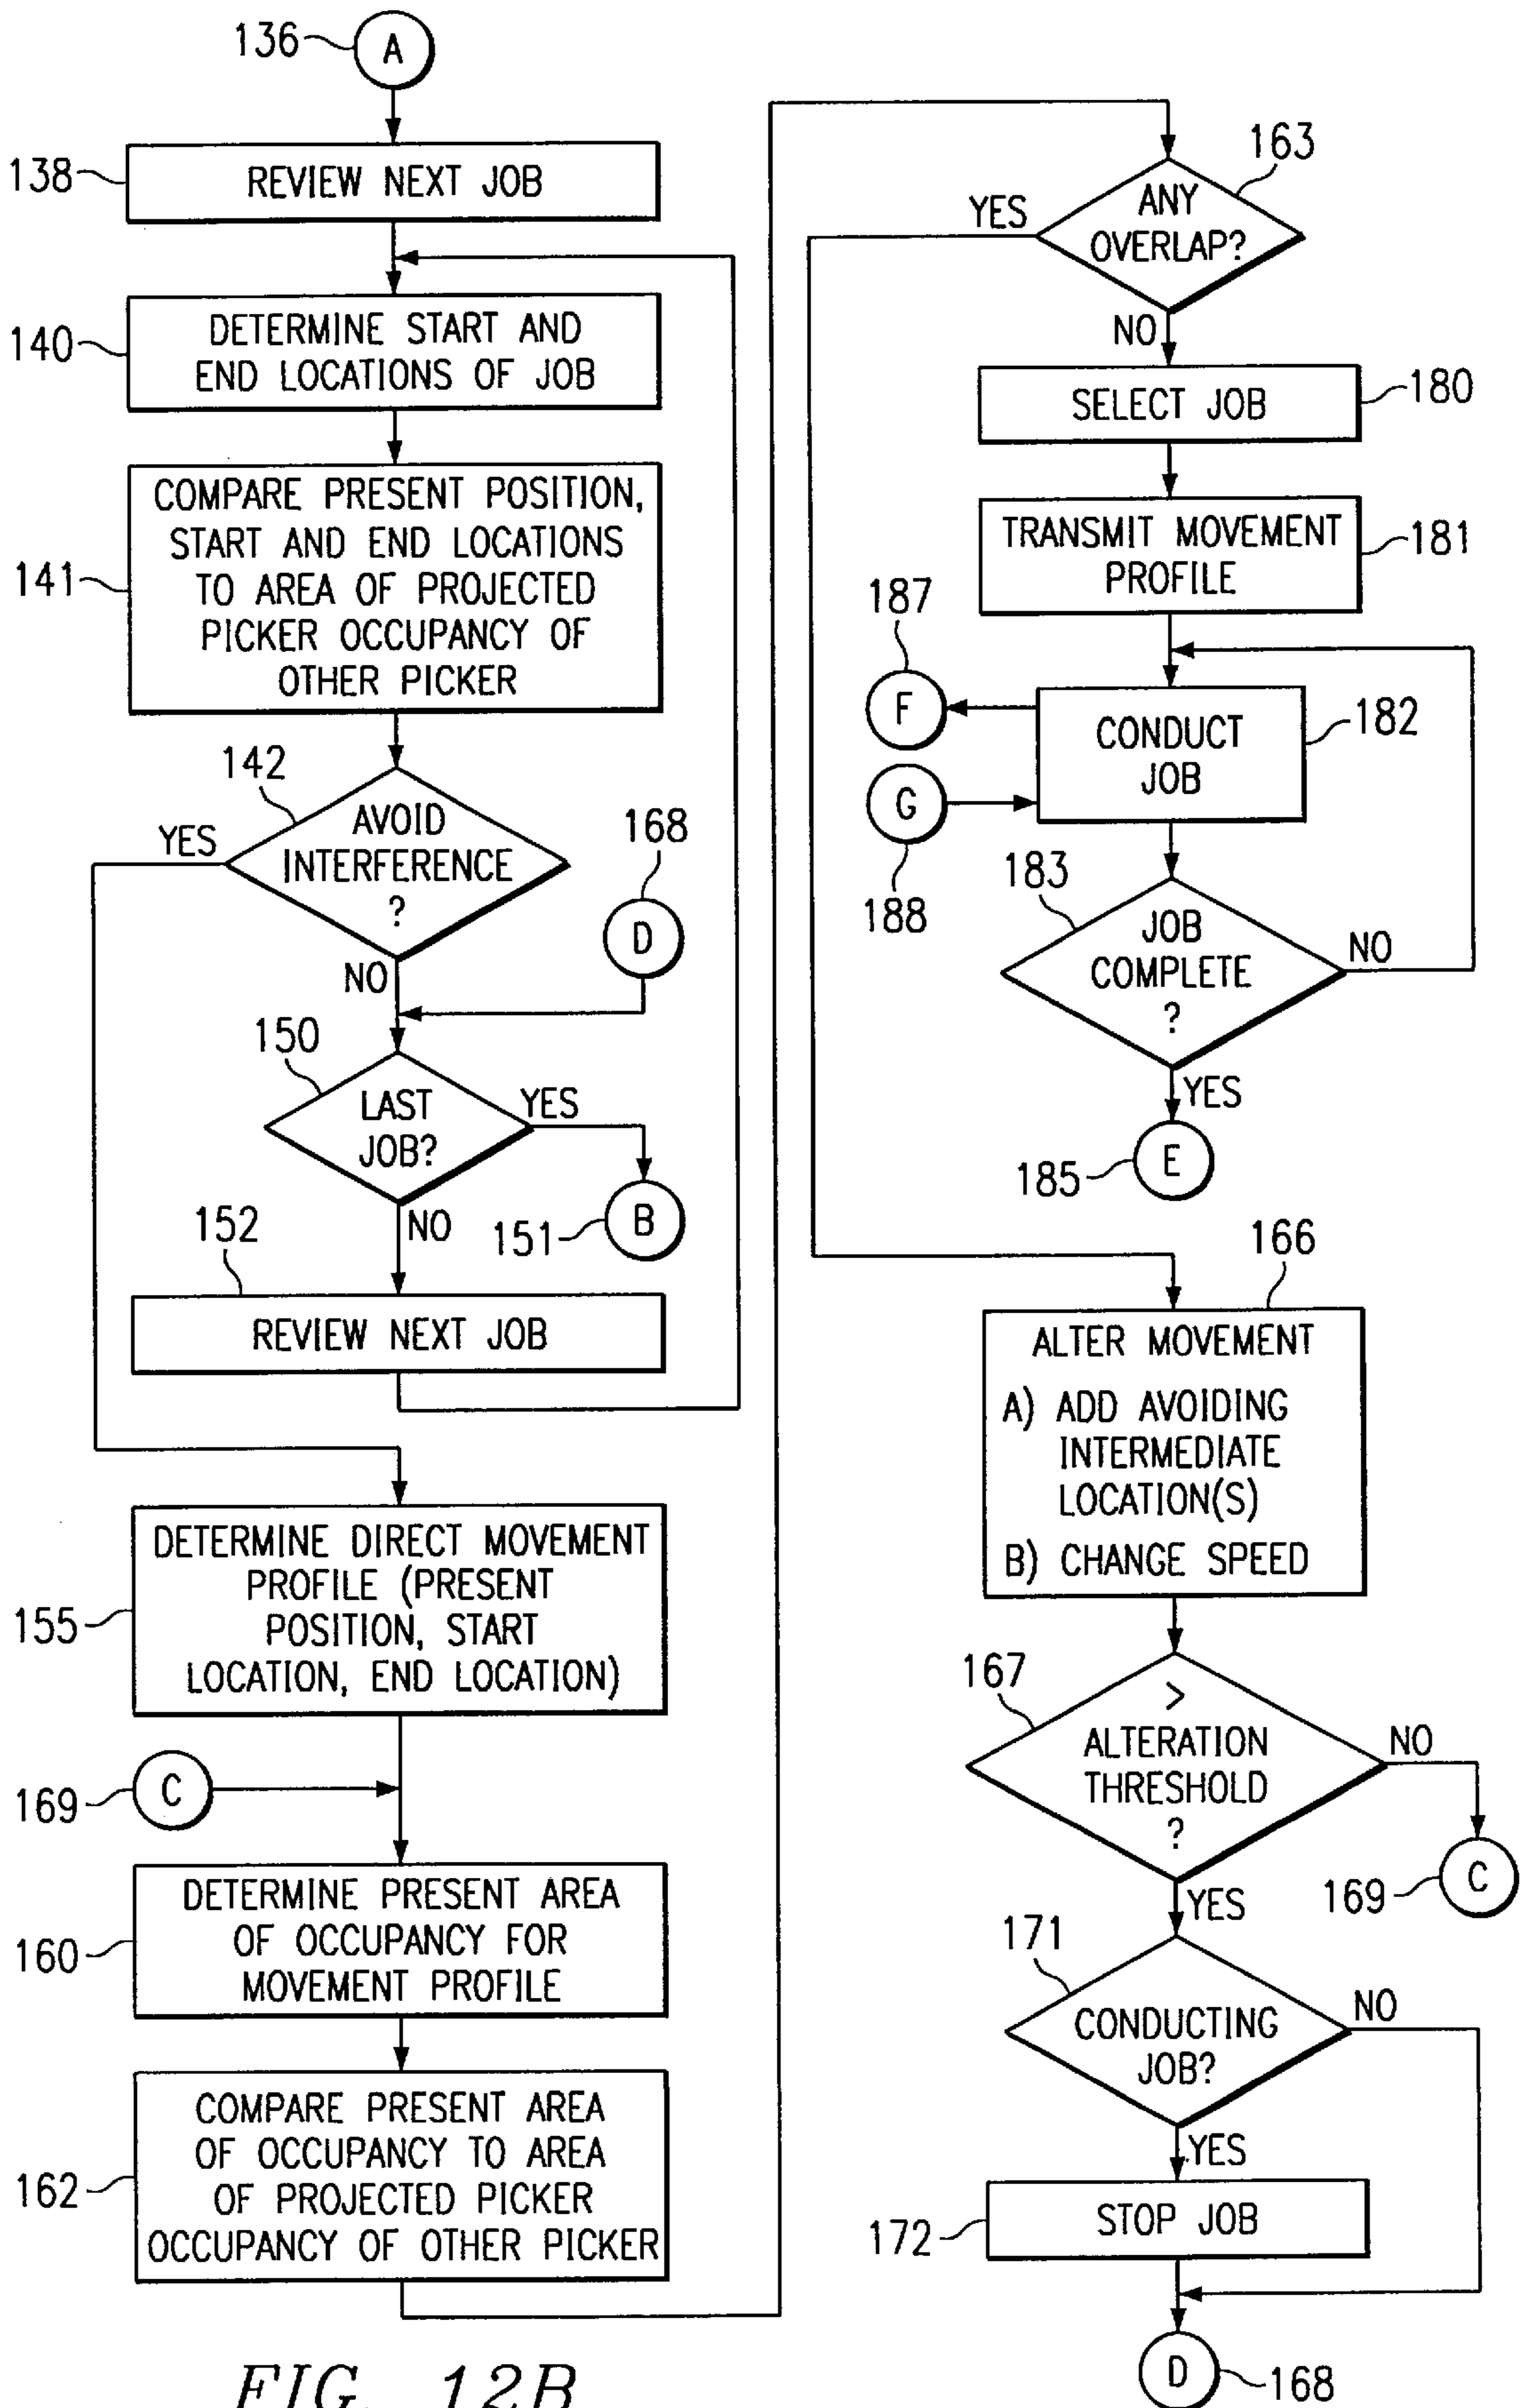 136
A
138
REVIEW NEXT JOB
140
DETERMINE START AND
END LOCATIONS OF JOB
141
COMPARE PRESENT POSITION,
START AND END LOCATIONS
TO AREA OF PROJECTED
PICKER OCCUPANCY OF
OTHER PICKER
142
YES
AVOID
INTERFERENCE
?
NO
168
D
150
LAST
JOB?
YES
151
B
NO
152
REVIEW NEXT JOB
155
DETERMINE DIRECT MOVEMENT
PROFILE (PRESENT
POSITION, START
LOCATION, END LOCATION)
169
C
160
DETERMINE PRESENT AREA
OF OCCUPANCY FOR
MOVEMENT PROFILE
162
COMPARE PRESENT AREA
OF OCCUPANCY TO AREA
OF PROJECTED PICKER
OCCUPANCY OF OTHER PICKER
163
YES
ANY
OVERLAP?
NO
180
SELECT JOB
181
TRANSMIT MOVEMENT
PROFILE
187
F
182
CONDUCT
JOB
G
188
183
JOB
COMPLETE
?
NO
YES
185
E
166
ALTER MOVEMENT
A) ADD AVOIDING
INTERMEDIATE
LOCATION(S)
B) CHANGE SPEED
167
>
ALTERATION
THRESHOLD
?
NO
169
C
YES
171
CONDUCTING
JOB?
NO
YES
172
STOP JOB
D
168
FIG. 12B